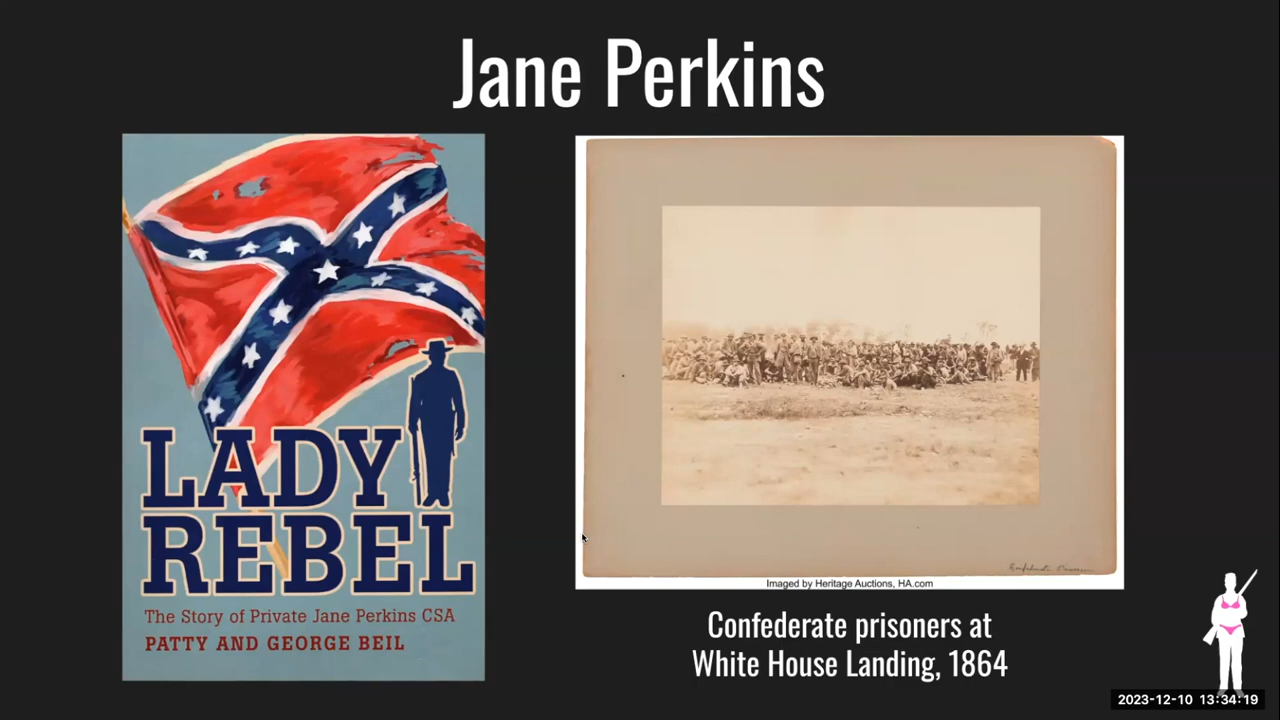 Jane Perkins
LADY
REBEL
The Story of Private Jane Perkins CSA
PATTY AND GEORGE BEIL
Confederate
Imaged by Heritage Auctions, HA.com
Confederate prisoners at
White House Landing, 1864
2023-12-10 13:34:19